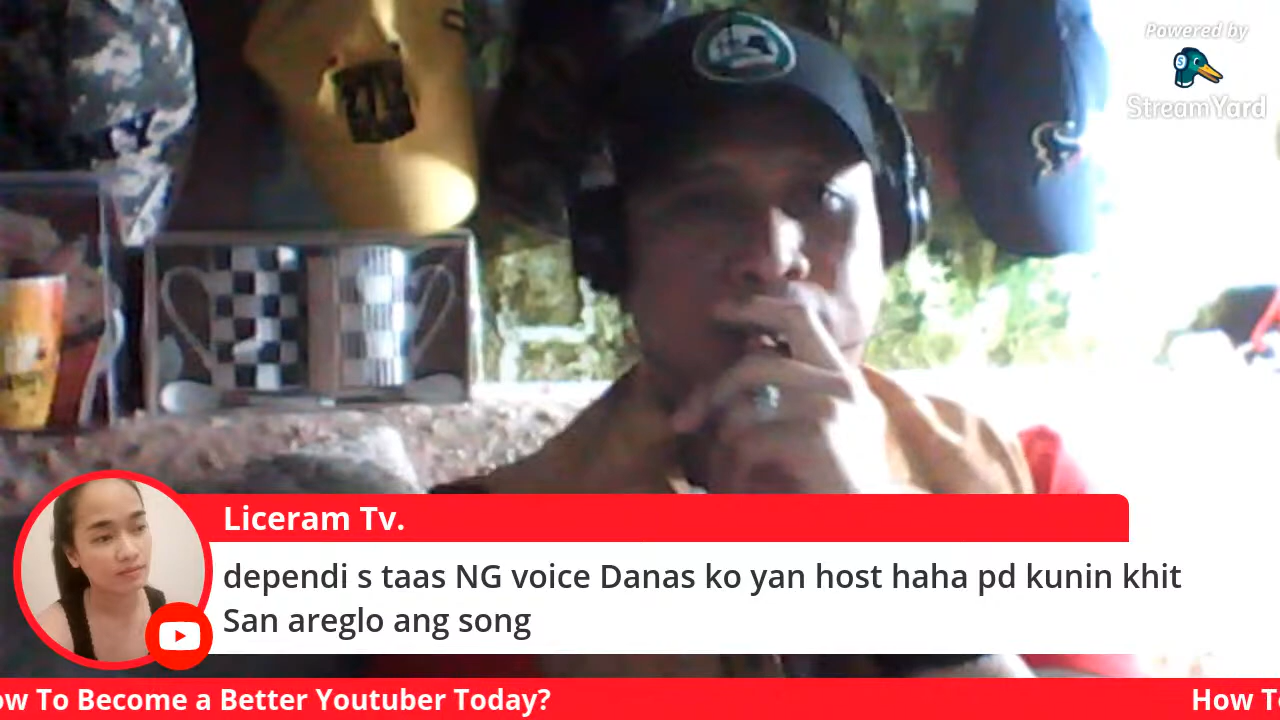 Powered by
StreamYard
Liceram Tv.
dependi s taas NG voice Danas ko yan host haha pd kunin khit
San areglo ang song
ow To Become a Better Youtuber Today?
How To